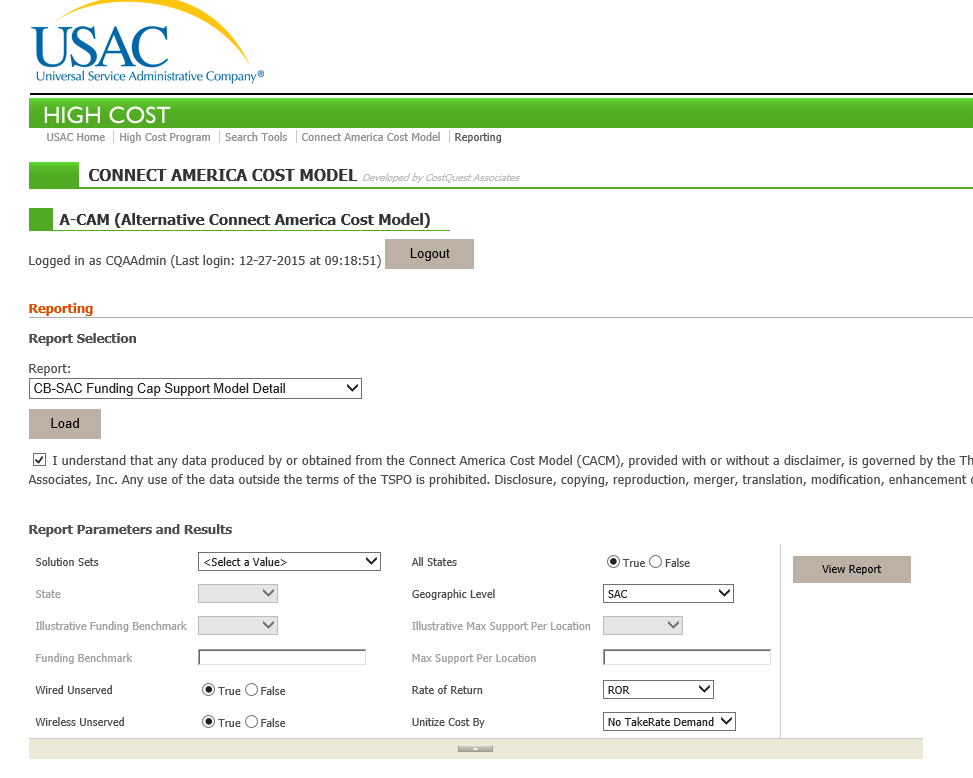 USAC
Universal Service Administrative Company®
HIGH COST
USAC Home | High Cost Program | Search Tools | Connect America Cost Model | Reporting
CONNECT AMERICA COST MODEL Developed by CostQuest Associates
A-CAM (Alternative Connect America Cost Model)
Logged in as CQAAdmin (Last login: 12-27-2015 at 09:18:51) Logout
Reporting
Report Selection
Report:
CB-SAC Funding Cap Support Model Detail
Load
I understand that any data produced by or obtained from the Connect America Cost Model (CACM), provided with or without a disclaimer, is governed by the Th
Associates, Inc. Any use of the data outside the terms of the TSPO is prohibited. Disclosure, copying, reproduction, merger, translation, modification, enhancement
Report Parameters and Results
Solution Sets <Select a Value> All States True False View Report
State Geographic Level SAC
Illustrative Funding Benchmark Illustrative Max Support Per Location
Funding Benchmark Max Support Per Location
Wired Unserved True False Rate of Return ROR
Wireless Unserved True False Unitize Cost By No TakeRate Demand